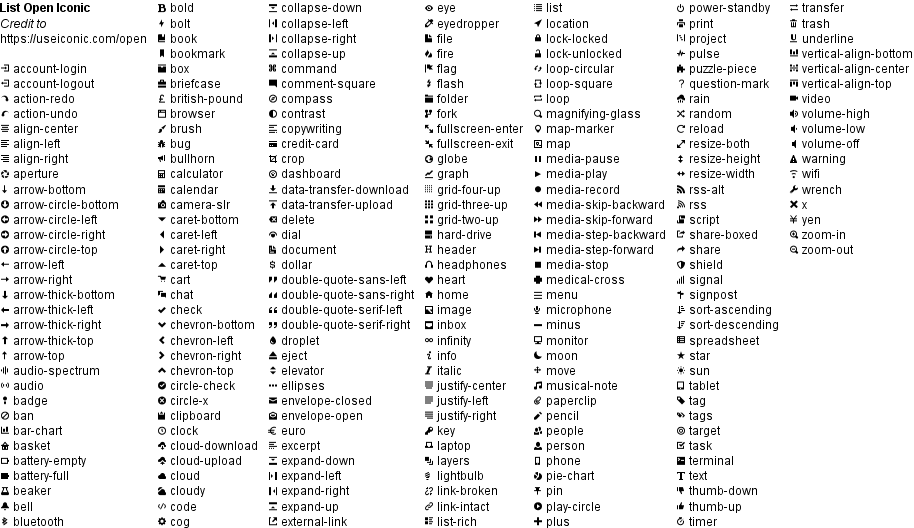 List Open Iconic
Credit to
https://useiconic.com/open
account-login
account-logout
action-redo
action-undo
align-center
align-left
align-right
aperture
arrow-bottom
arrow-circle-bottom
arrow-circle-left
arrow-circle-right
arrow-circle-top
arrow-left
arrow-right
arrow-thick-bottom
arrow-thick-left
arrow-thick-right
arrow-thick-top
arrow-top
audio-spectrum
audio
badge
ban
bar-chart
basket
battery-empty
battery-full
beaker
bell
bluetooth
bold
bolt
book
bookmark
box
briefcase
british-pound
browser
brush
bug
bullhorn
calculator
calendar
camera-slr
caret-bottom
caret-left
caret-right
caret-top
cart
chat
check
chevron-bottom
chevron-left
chevron-right
chevron-top
circle-check
circle-x
clipboard
clock
cloud-download
cloud-upload
cloud
cloudy
code
cog
collapse-down
collapse-left
collapse-right
collapse-up
command
comment-square
compass
contrast
copywriting
credit-card
crop
dashboard
data-transfer-download
data-transfer-upload
delete
dial
document
dollar
double-quote-sans-left
double-quote-sans-right
double-quote-serif-left
double-quote-serif-right
droplet
eject
elevator
ellipses
envelope-closed
envelope-open
euro
excerpt
expand-down
expand-left
expand-right
expand-up
external-link
eye
eyedropper
file
fire
flag
flash
folder
fork
fullscreen-enter
fullscreen-exit
globe
graph
grid-four-up
grid-three-up
grid-two-up
hard-drive
header
headphones
heart
home
image
inbox
infinity
info
italic
justify-center
justify-left
justify-right
key
laptop
layers
lightbulb
link-broken
link-intact
list-rich
list
location
lock-locked
lock-unlocked
loop-circular
loop-square
loop
magnifying-glass
map-marker
map
media-pause
media-play
media-record
media-skip-backward
media-skip-forward
media-step-backward
media-step-forward
media-stop
medical-cross
menu
microphone
minus
monitor
moon
musical-note
paperclip
pencil
people
person
phone
pie-chart
pin
play-circle
plus
power-standby
print
project
pulse
puzzle-piece
question-mark
rain
random
reload
resize-both
resize-height
resize-width
rss-alt
rss
script
share-boxed
share
shield
signal
signpost
sort-ascending
sort-descending
spreadsheet
star
sun
tablet
tag
tags
target
task
terminal
text
thumb-down
thumb-up
timer
transfer
trash
underline
vertical-align-bottom
vertical-align-center
vertical-align-top
video
volume-high
volume-low
volume-off
warning
wifi
wrench
x
yen
zoom-in
zoom-out